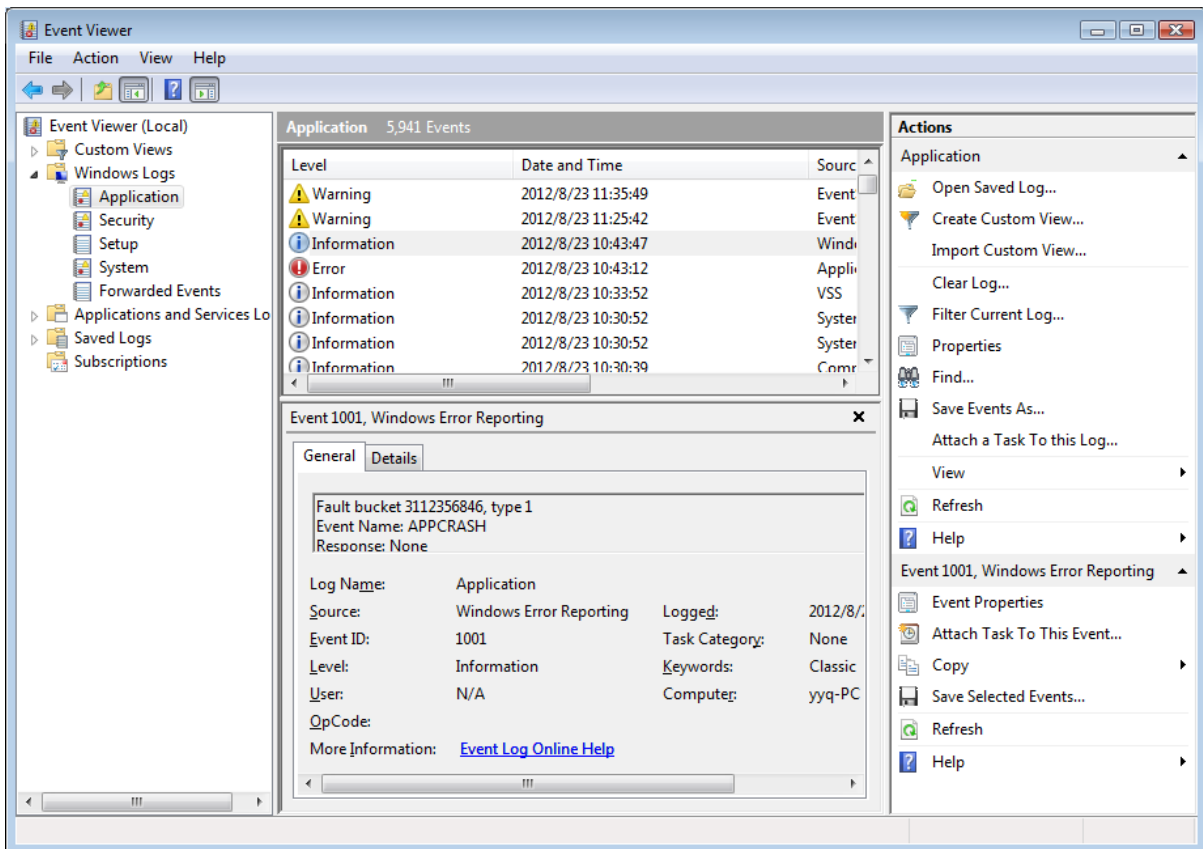 Event Viewer
File Action View Help
Event Viewer (Local)
Custom Views
Windows Logs
Application
Security
Setup
System
Forwarded Events
Applications and Services Lo
Saved Logs
Subscriptions
Application 5,941 Events
Level Date and Time Sourc
Warning 2012/8/23 11:35:49 Event
Warning 2012/8/23 11:25:42 Event
Information 2012/8/23 10:43:47 Wind
Error 2012/8/23 10:43:12 Appli
Information 2012/8/23 10:33:52 VSS
Information 2012/8/23 10:30:52 Syster
Information 2012/8/23 10:30:52 Syster
Information 2012/8/23 10:30:39 Comr
Event 1001, Windows Error Reporting
General Details
Fault bucket 3112356846, type 1
Event Name: APPCRASH
Response: None
Log Name: Application
Source: Windows Error Reporting Logged: 2012/8/
Event ID: 1001 Task Category: None
Level: Information Keywords: Classic
User: N/A Computer: yyq-PC
OpCode:
More Information: Event Log Online Help
Actions
Application
Open Saved Log...
Create Custom View...
Import Custom View...
Clear Log...
Filter Current Log...
Properties
Find...
Save Events As...
Attach a Task To this Log...
View
Refresh
Help
Event 1001, Windows Error Reporting
Event Properties
Attach Task To This Event...
Copy
Save Selected Events...
Refresh
Help